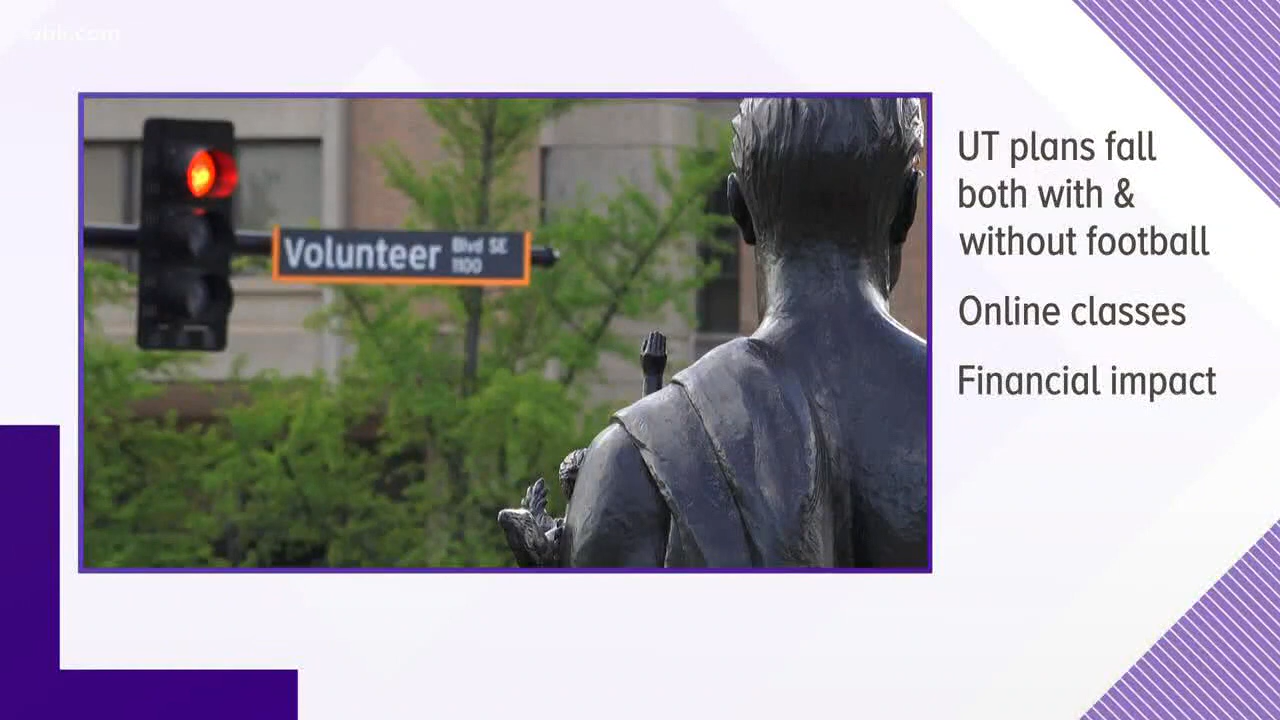 Volunteer Blvd SE
1100
UT plans fall
both with &
without football
Online classes
Financial impact